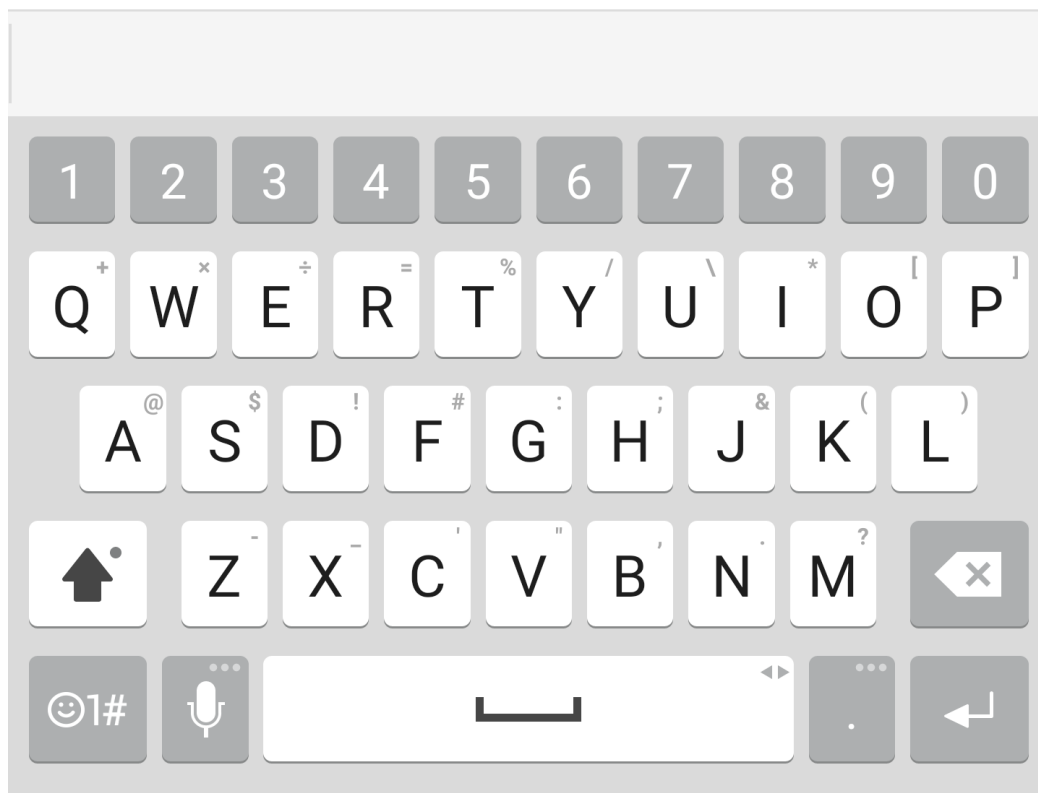 1 2 3 4 5 6 7 8 9 0
+ × ÷ = % / \ * [ ]
Q W E R T Y U I O P
@ $ ! # : ; & ( )
A S D F G H J K L
- _ ' " , . ?
Z X C V B N M
☺1# .